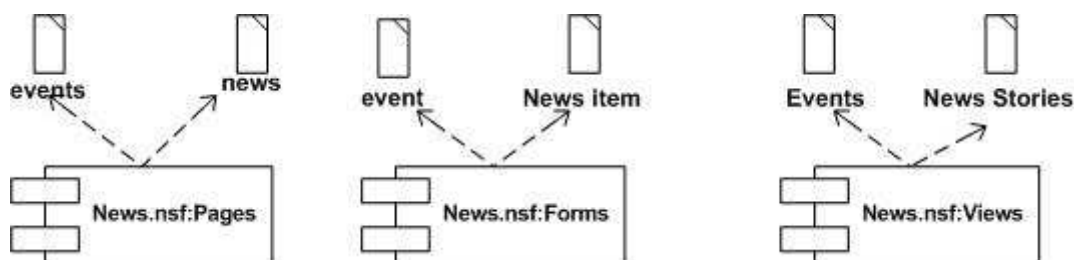 events
news
event
News item
Events
News Stories
News.nsf:Pages
News.nsf:Forms
News.nsf:Views